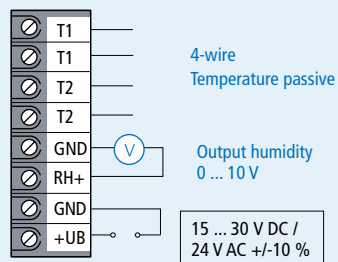 T1
T1
T2
T2
GND
RH+
GND
+UB
V
4-wire
Temperature passive
Output humidity
0 ... 10 V
15 ... 30 V DC /
24 V AC +/-10 %